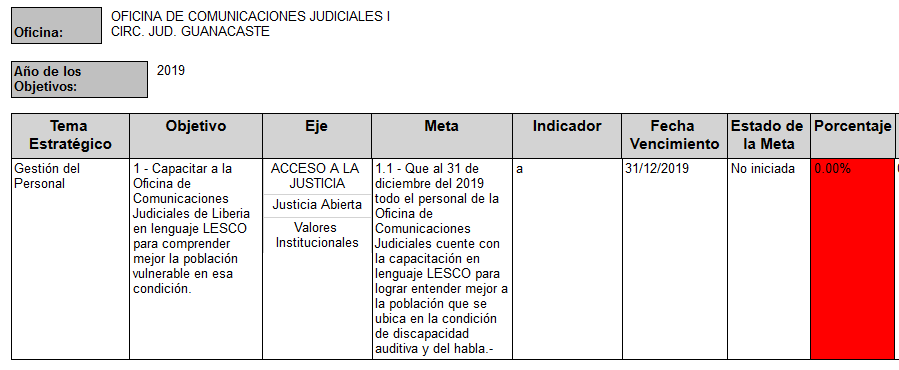 OFICINA DE COMUNICACIONES JUDICIALES I
Oficina: CIRC. JUD. GUANACASTE
Año de los 2019
Objetivos:
Tema Estratégico
Objetivo
Eje
Meta
Indicador
Fecha Vencimiento
Estado de la Meta
Porcentaje
Gestión del
Personal
1 - Capacitar a la
Oficina de
Comunicaciones
Judiciales de Liberia
en lenguaje LESCO
para comprender
mejor la población
vulnerable en esa
condición.
ACCESO A LA
JUSTICIA
Justicia Abierta
Valores
Institucionales
1.1 - Que al 31 de
diciembre del 2019
todo el personal de la
Oficina de
Comunicaciones
Judiciales cuente con
la capacitación en
lenguaje LESCO para
lograr entender mejor a
la población que se
ubica en la condición
de discapacidad
auditiva y del habla.-
a
31/12/2019
No iniciada
0.00%